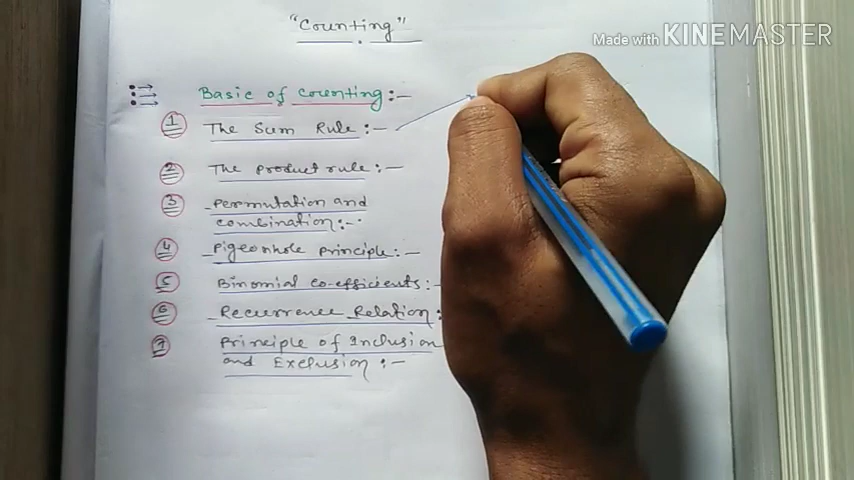 "Counting"
Made with KINEMASTER
Basic of counting:-
1 The Sum Rule:-
2 The product rule:-
3 Permutation and
combination:-
4 Pigeonhole principle:-
5 Binomial co-efficients:-
6 Recurrence Relation:
7 Principle of Inclusion
and Exclusion:-